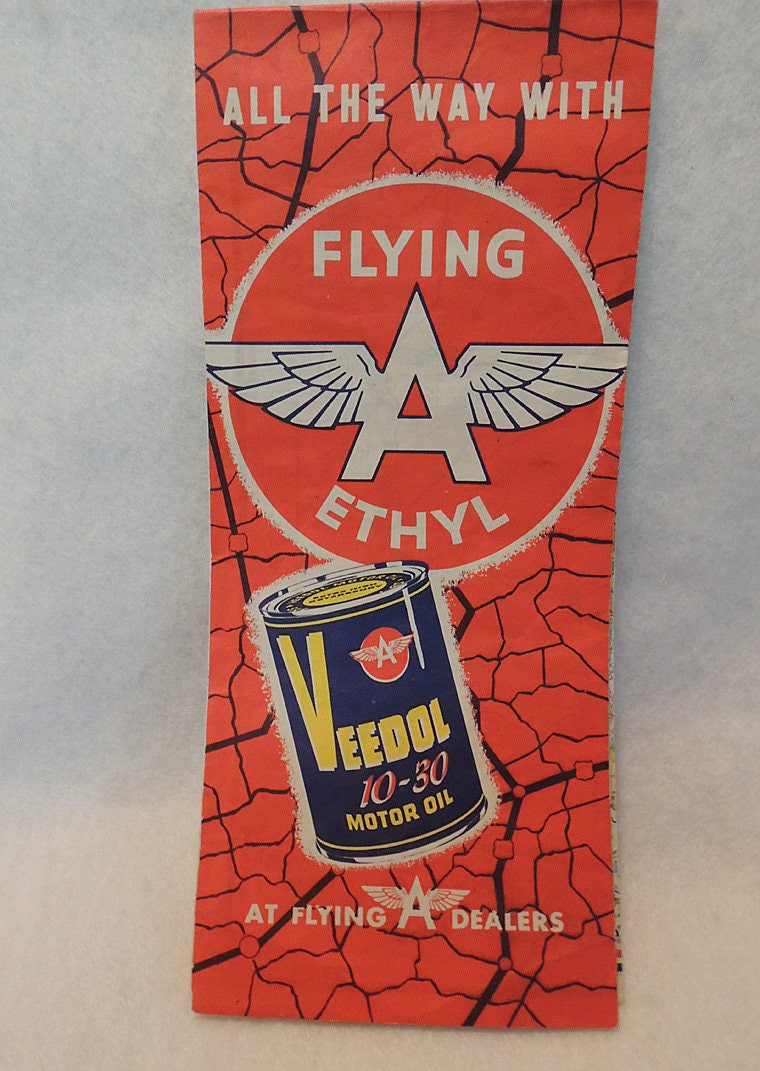 ALL THE WAY WITH
FLYING
A
ETHYL
A
VEEDOL
10-30
MOTOR OIL
AT FLYING A DEALERS